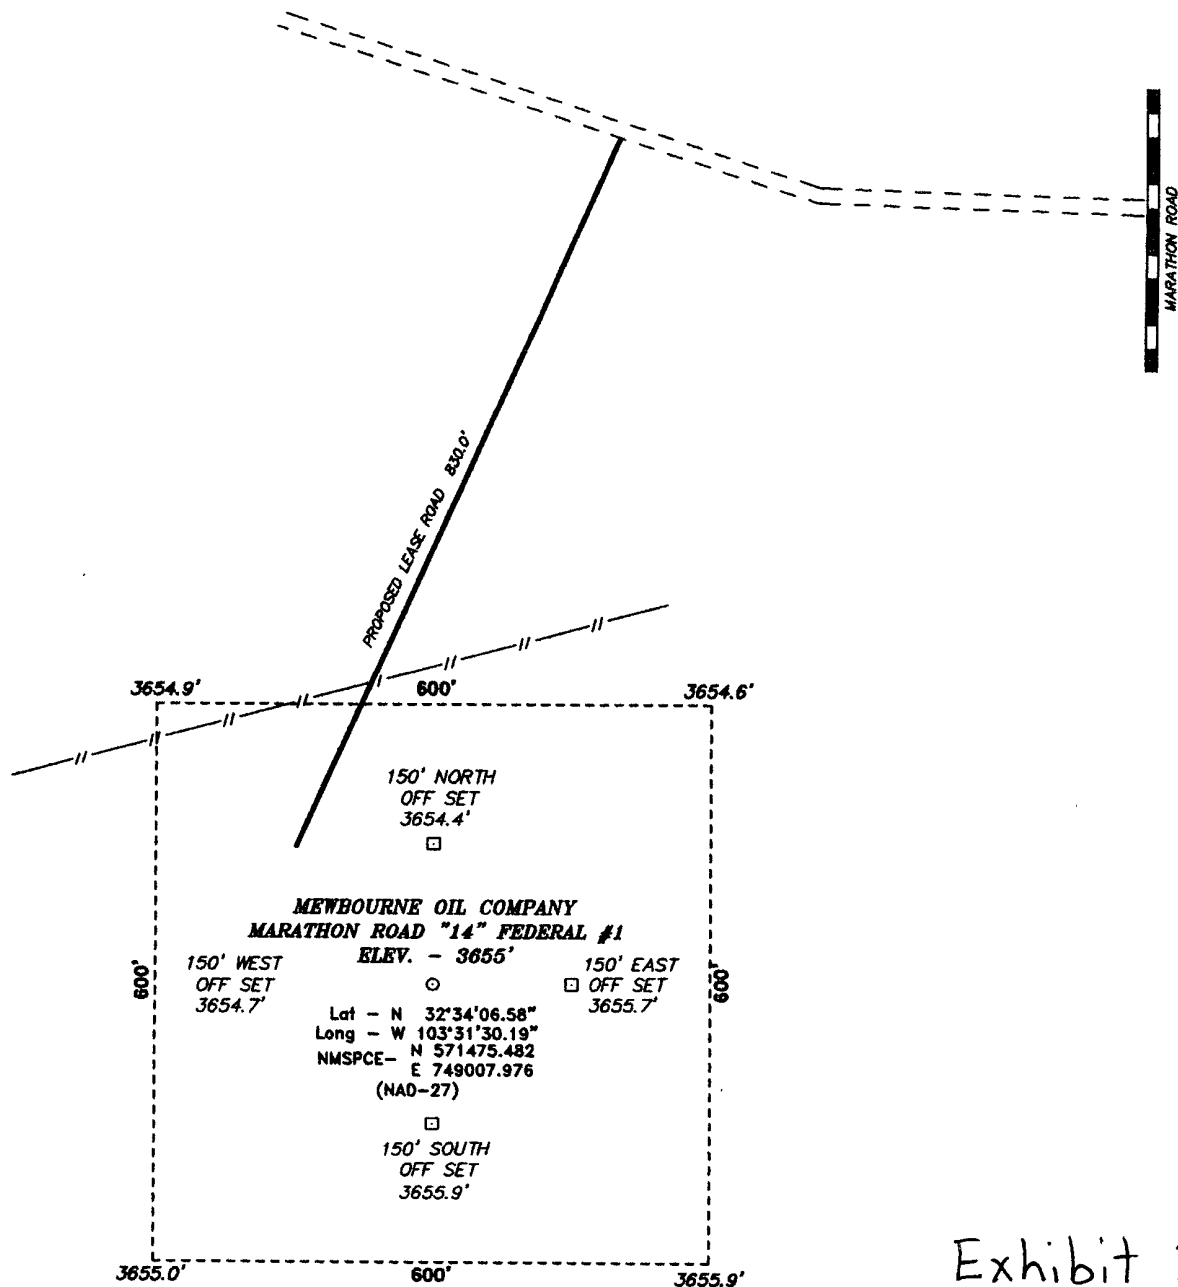 MARATHON ROAD
PROPOSED LEASE ROAD 830.0'
3654.9'
600'
3654.6'
150' NORTH
OFF SET
3654.4'
MEWBOURNE OIL COMPANY
MARATHON ROAD "14" FEDERAL #1
ELEV. - 3655'
600'
150' WEST
OFF SET
3654.7'
150' EAST
OFF SET
3655.7'
600'
Lat - N 32°34'06.58"
Long - W 103°31'30.19"
NMSPCE- N 571475.482
E 749007.976
(NAD-27)
150' SOUTH
OFF SET
3655.9'
3655.0'
600'
3655.9'
Exhibit